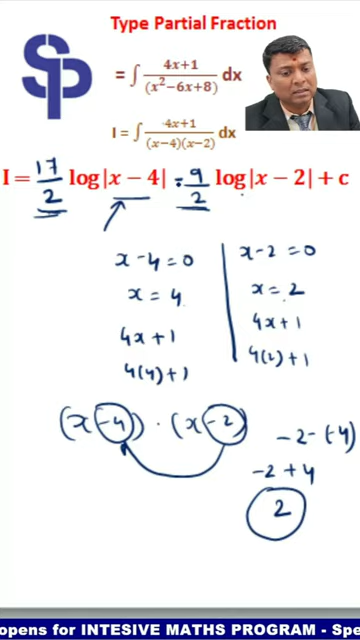 Type Partial Fraction
SP
= ∫ 4x+1 / (x²−6x+8) dx
I = ∫ 4x+1 / (x−4)(x−2) dx
I = 17/2 log|x − 4| - 9/2 log|x − 2| + c
x-4=0
x = 4
4x+1
4(4)+1
x-2=0
x = 2
4x+1
4(2)+1
(x-4) · (x-2)
-2-(-4)
-2+4
2
opens for INTESIVE MATHS PROGRAM - Spe